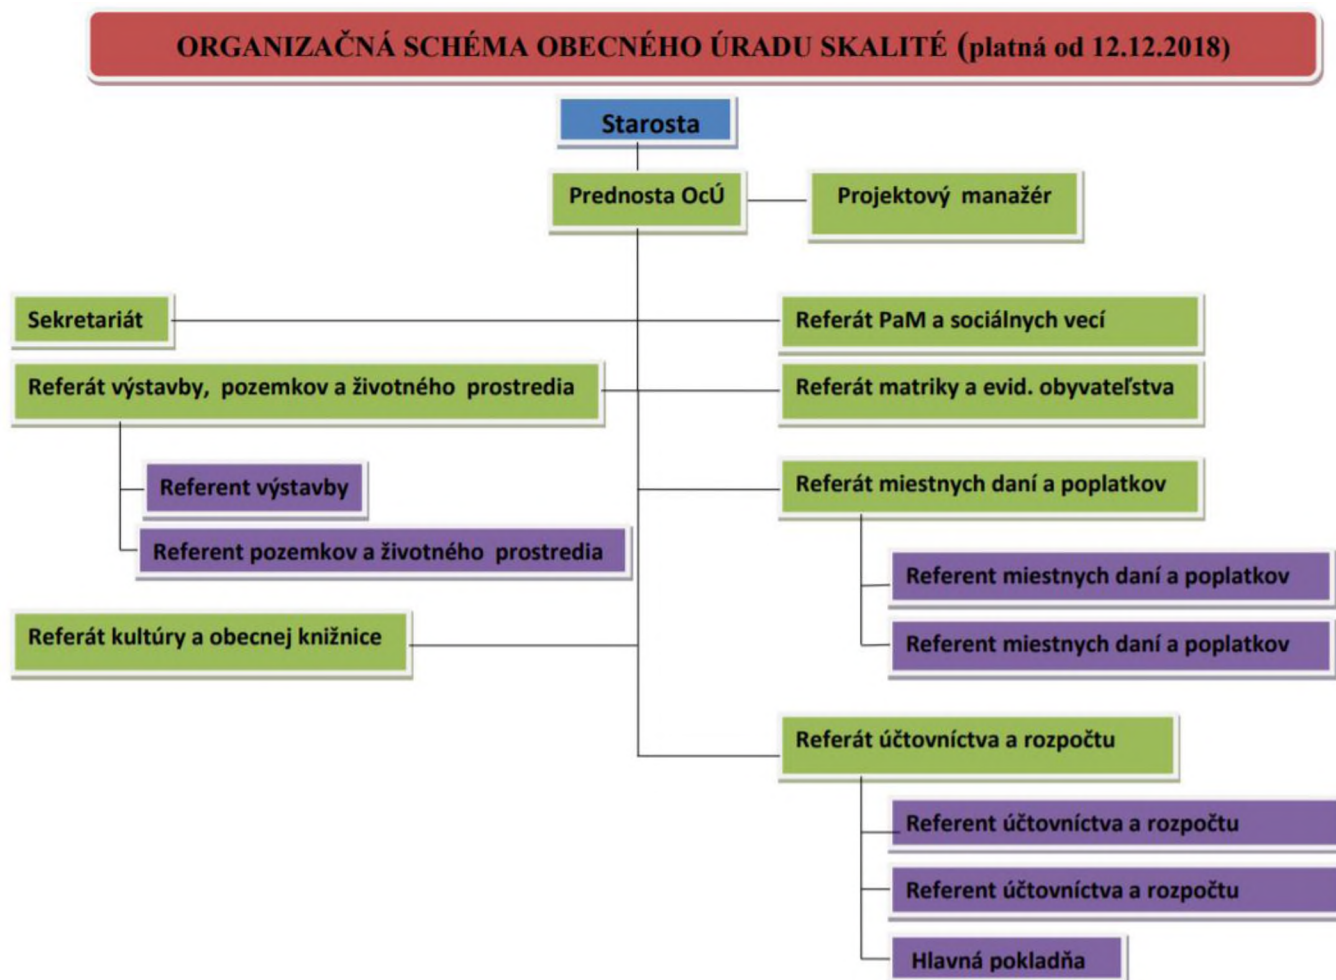 ORGANIZAČNÁ SCHÉMA OBECNÉHO ÚRADU SKALITÉ (platná od 12.12.2018)
Starosta
Prednosta OcÚ
Projektový manažér
Sekretariát
Referát PaM a sociálnych vecí
Referát výstavby, pozemkov a životného prostredia
Referát matriky a evid. obyvateľstva
Referent výstavby
Referent pozemkov a životného prostredia
Referát miestnych daní a poplatkov
Referent miestnych daní a poplatkov
Referent miestnych daní a poplatkov
Referát kultúry a obecnej knižnice
Referát účtovníctva a rozpočtu
Referent účtovníctva a rozpočtu
Referent účtovníctva a rozpočtu
Hlavná pokladňa